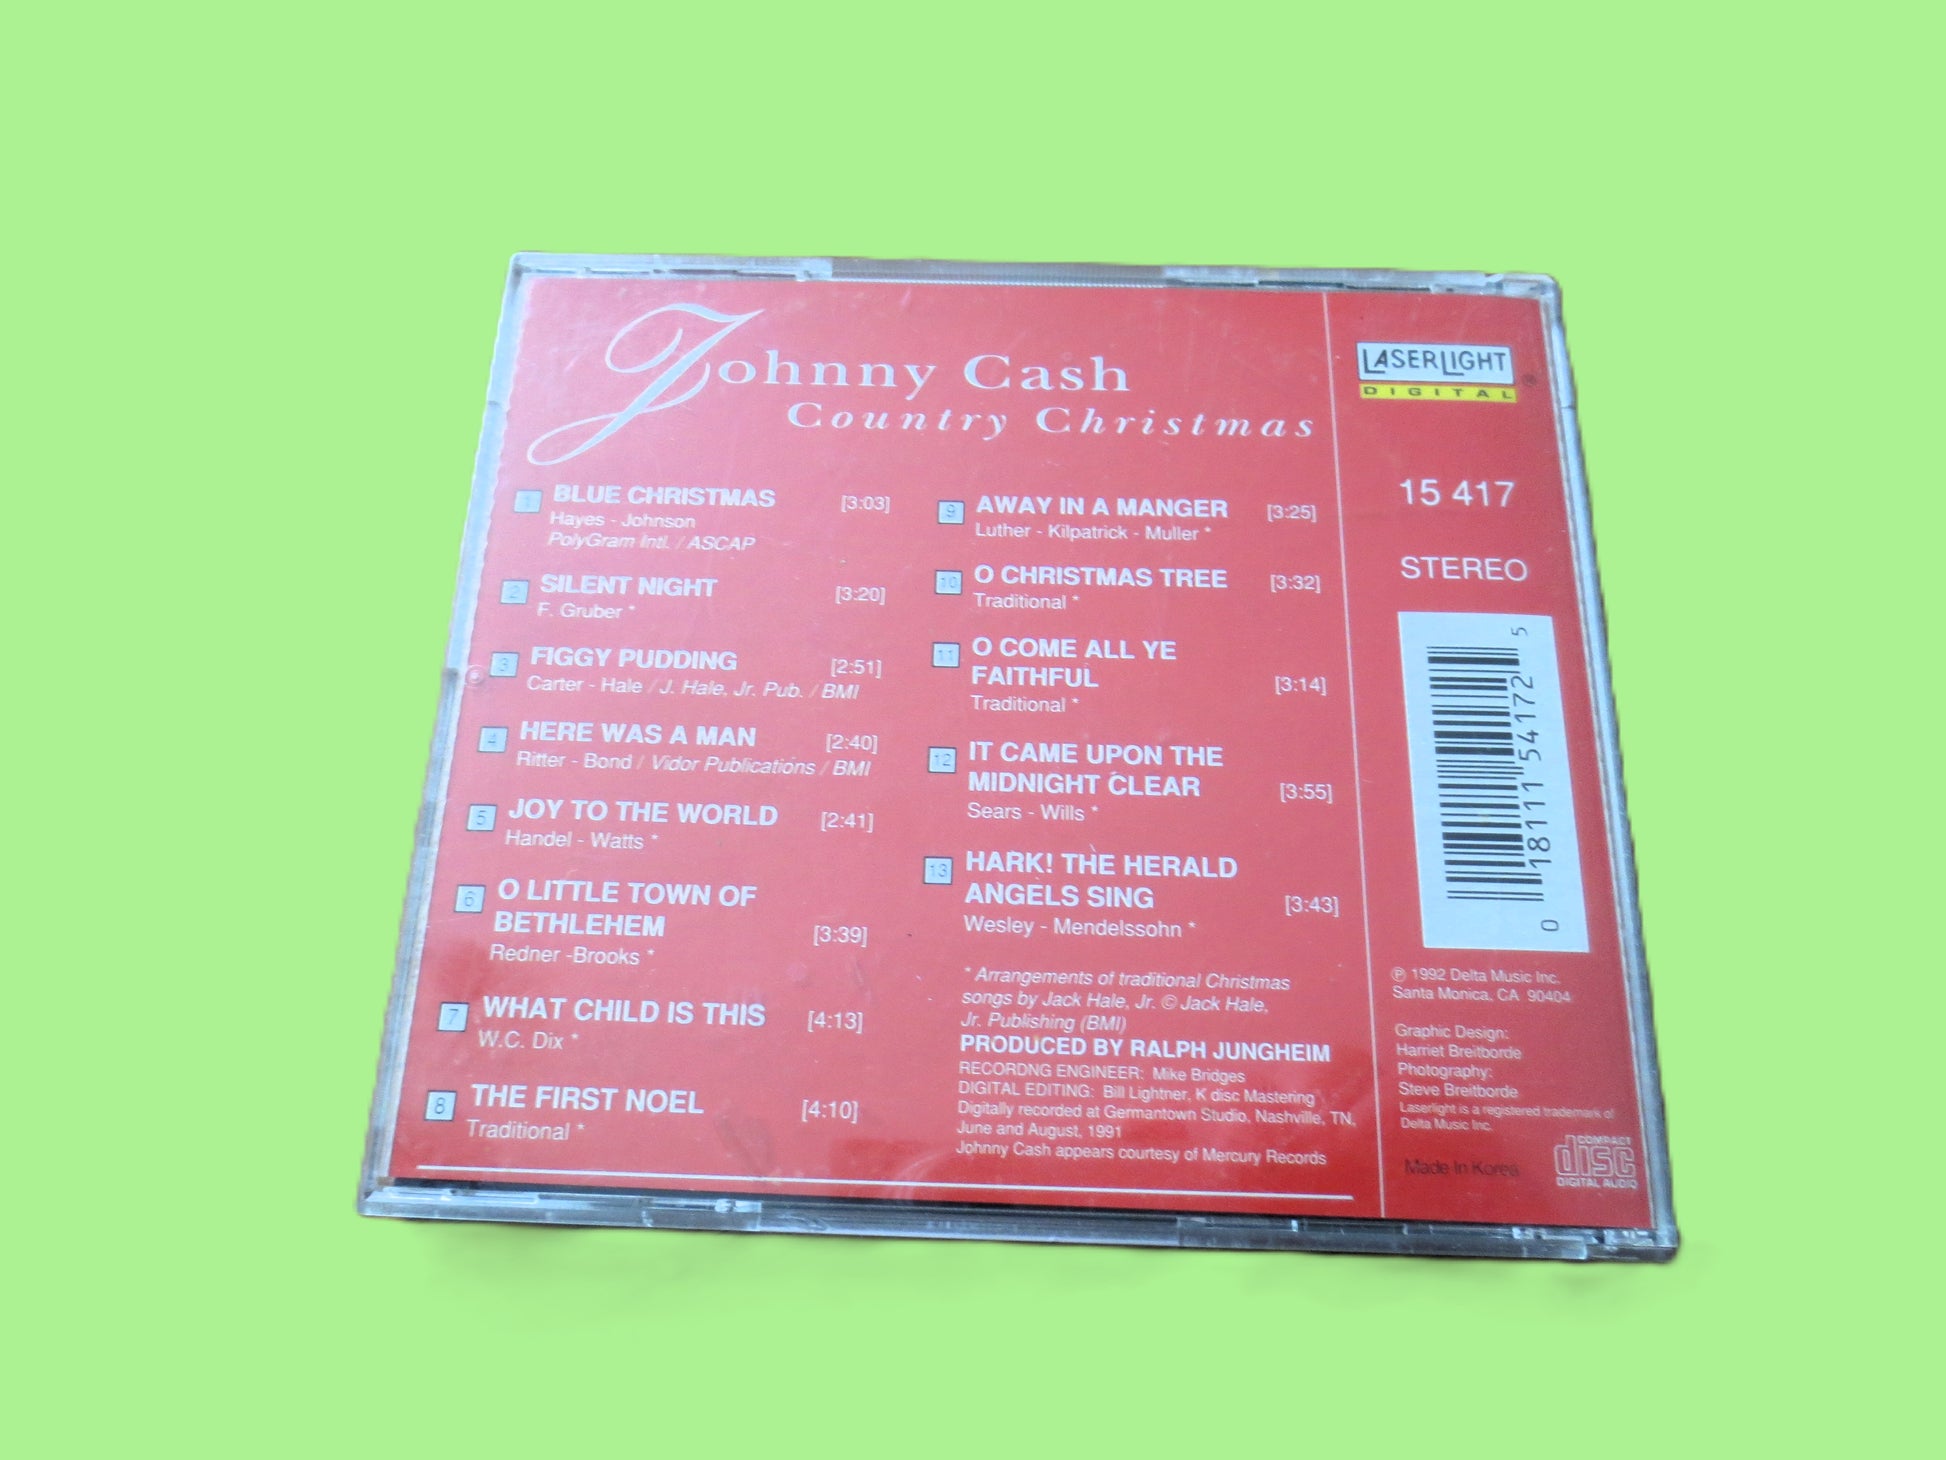 Johnny Cash
Country Christmas
1 BLUE CHRISTMAS [3:03]
Hayes - Johnson
PolyGram Intl. / ASCAP
2 SILENT NIGHT [3:20]
F. Gruber *
3 FIGGY PUDDING [2:51]
Carter - Hale / J. Hale, Jr. Pub. / BMI
4 HERE WAS A MAN [2:40]
Ritter - Bond / Vidor Publications / BMI
5 JOY TO THE WORLD [2:41]
Handel - Watts *
6 O LITTLE TOWN OF
BETHLEHEM [3:39]
Redner -Brooks *
7 WHAT CHILD IS THIS [4:13]
W.C. Dix *
8 THE FIRST NOEL [4:10]
Traditional *
9 AWAY IN A MANGER [3:25]
Luther - Kilpatrick - Muller *
10 O CHRISTMAS TREE [3:32]
Traditional *
11 O COME ALL YE
FAITHFUL [3:14]
Traditional *
12 IT CAME UPON THE
MIDNIGHT CLEAR [3:55]
Sears - Wills *
13 HARK! THE HERALD
ANGELS SING [3:43]
Wesley - Mendelssohn *
* Arrangements of traditional Christmas
songs by Jack Hale, Jr. © Jack Hale,
Jr. Publishing (BMI)
PRODUCED BY RALPH JUNGHEIM
RECORDNG ENGINEER: Mike Bridges
DIGITAL EDITING: Bill Lightner, K disc Mastering
Digitally recorded at Germantown Studio, Nashville, TN,
June and August, 1991
Johnny Cash appears courtesy of Mercury Records
LASERLIGHT
DIGITAL
15 417
STEREO
0 18111 54172 5
℗ 1992 Delta Music Inc.
Santa Monica, CA 90404
Graphic Design:
Harriet Breitborde
Photography:
Steve Breitborde
Laserlight is a registered trademark of
Delta Music Inc.
Made In Korea
COMPACT
disc
DIGITAL AUDIO